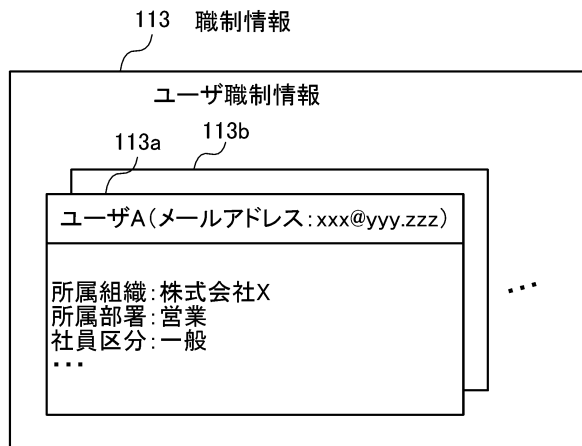 113 職制情報
ユーザ職制情報
113b
113a
ユーザA(メールアドレス:xxx@yyy.zzz)
所属組織:株式会社X
所属部署:営業
社員区分:一般
・・・
・・・